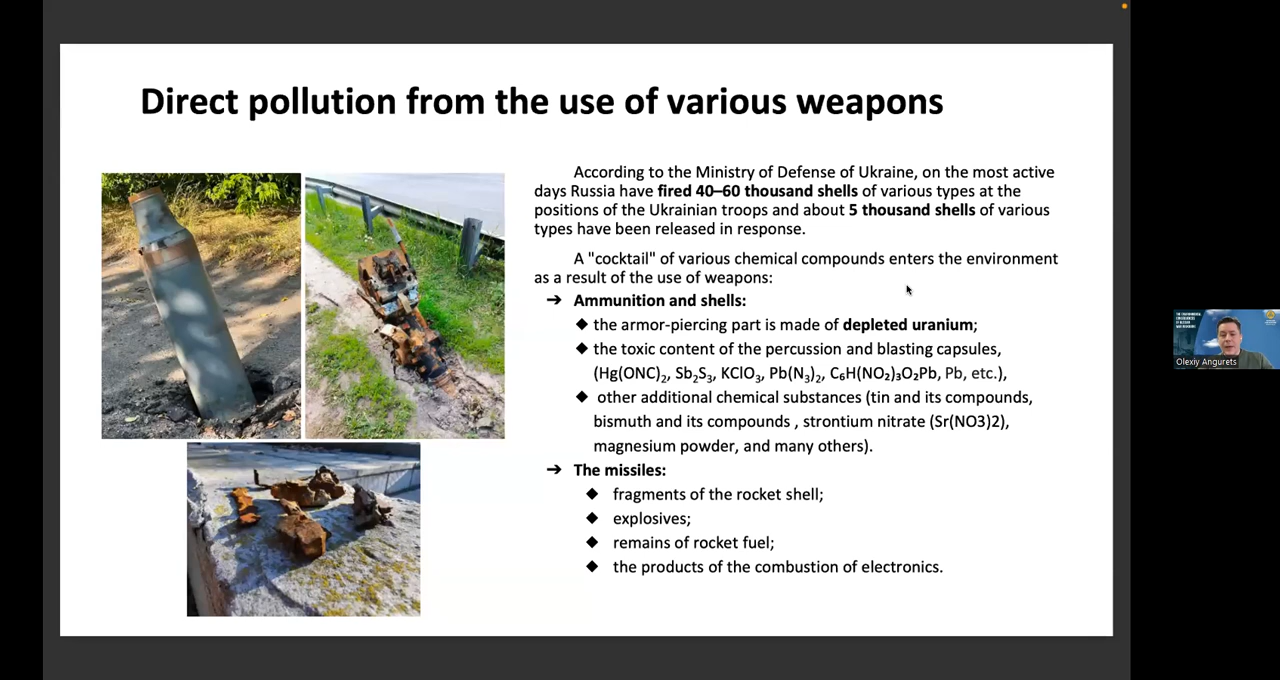 Direct pollution from the use of various weapons
According to the Ministry of Defense of Ukraine, on the most active
days Russia have fired 40–60 thousand shells of various types at the
positions of the Ukrainian troops and about 5 thousand shells of various
types have been released in response.
A "cocktail" of various chemical compounds enters the environment
as a result of the use of weapons:
➔ Ammunition and shells:
◆ the armor-piercing part is made of depleted uranium;
◆ the toxic content of the percussion and blasting capsules,
(Hg(ONC)₂, Sb₂S₃, KClO₃, Pb(N₃)₂, C₆H(NO₂)₃O₂Pb, Pb, etc.),
◆ other additional chemical substances (tin and its compounds,
bismuth and its compounds , strontium nitrate (Sr(NO3)2),
magnesium powder, and many others).
➔ The missiles:
◆ fragments of the rocket shell;
◆ explosives;
◆ remains of rocket fuel;
◆ the products of the combustion of electronics.
Olexiy Angurets